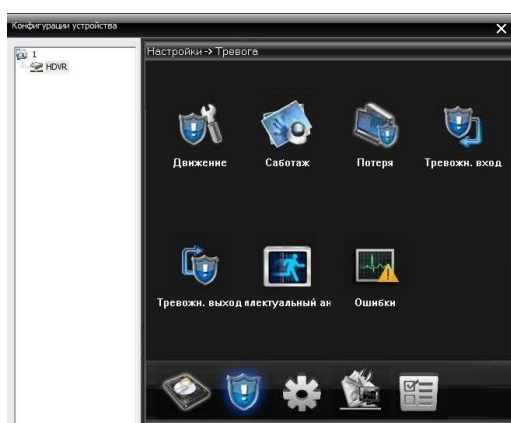 Конфигурации устройства
1
HDVR
Настройки -> Тревога
Движение
Саботаж
Потеря
Тревожн. вход
Тревожн. выход
ллектуальный ан
Ошибки